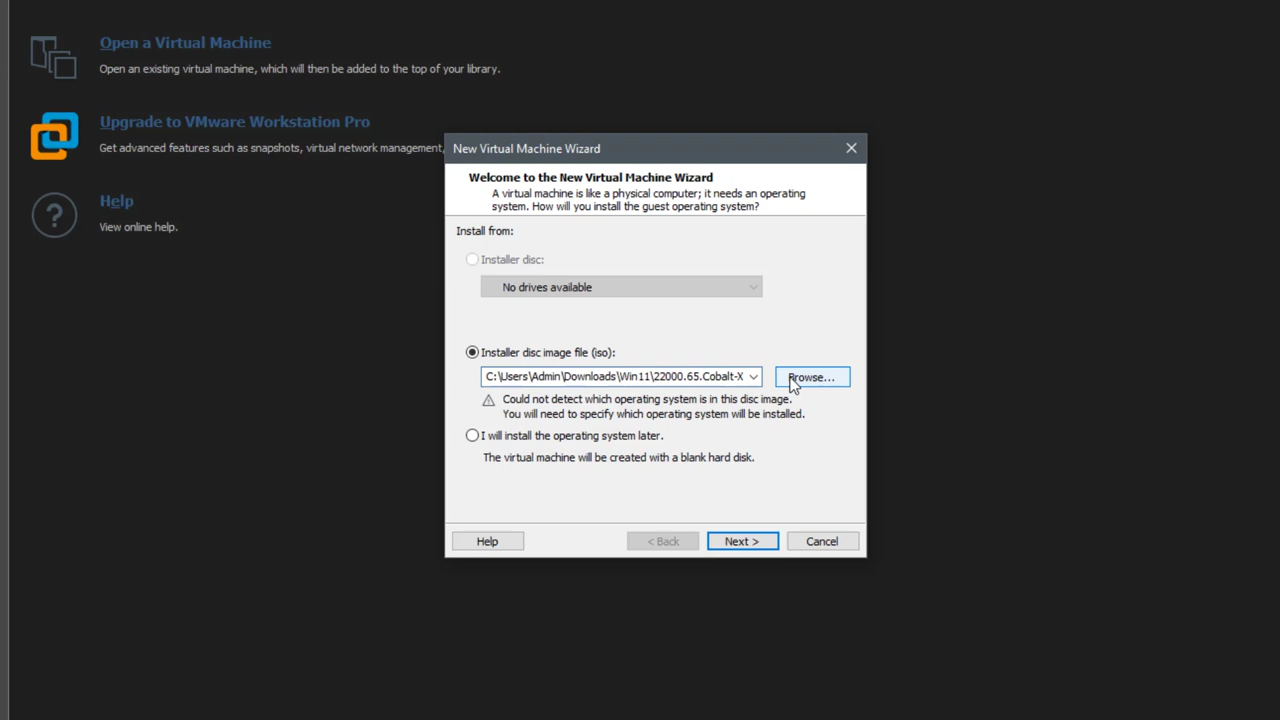 Open a Virtual Machine
Open an existing virtual machine, which will then be added to the top of your library.
Upgrade to VMware Workstation Pro
Get advanced features such as snapshots, virtual network management,
Help
View online help.
New Virtual Machine Wizard
Welcome to the New Virtual Machine Wizard
A virtual machine is like a physical computer; it needs an operating
system. How will you install the guest operating system?
Install from:
Installer disc:
No drives available
Installer disc image file (iso):
C:\Users\Admin\Downloads\Win11\22000.65.Cobalt-X
Browse...
Could not detect which operating system is in this disc image.
You will need to specify which operating system will be installed.
I will install the operating system later.
The virtual machine will be created with a blank hard disk.
Help
< Back
Next >
Cancel